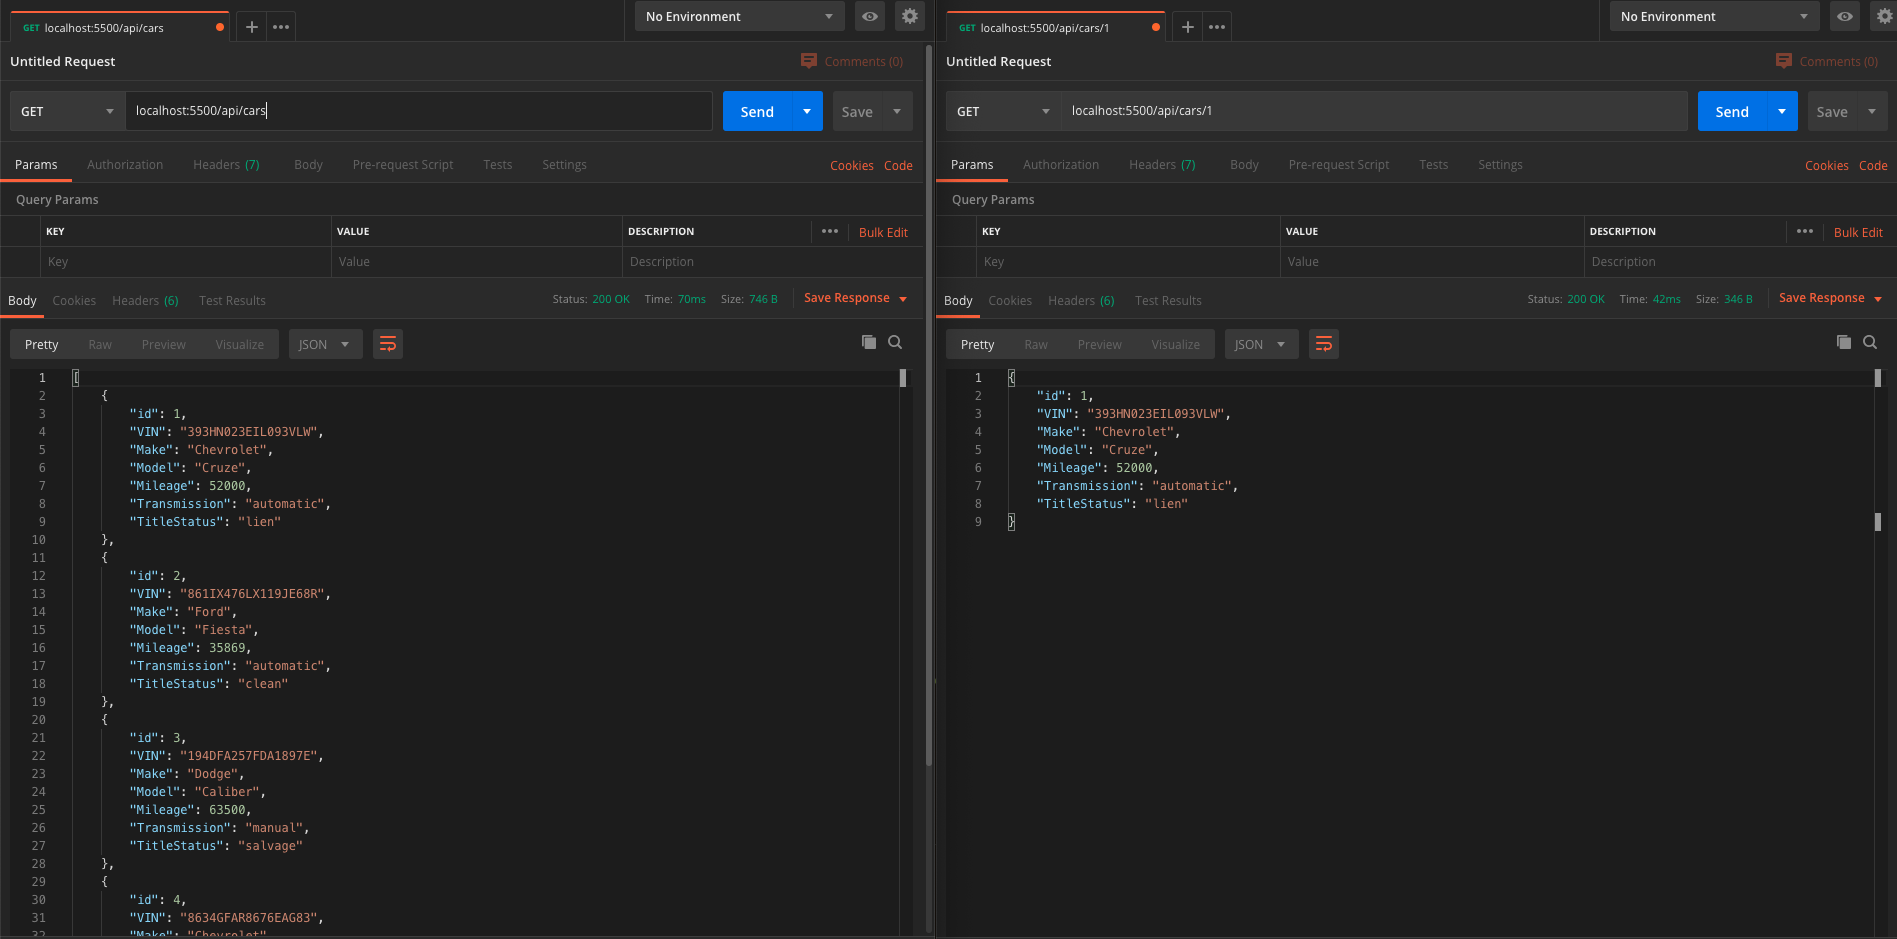 GET localhost:5500/api/cars
No Environment
Untitled Request
Comments (0)
GET
localhost:5500/api/cars
Send
Save
Params Authorization Headers (7) Body Pre-request Script Tests Settings Cookies Code
Query Params
KEY VALUE DESCRIPTION ••• Bulk Edit
Key Value Description
Body Cookies Headers (6) Test Results Status: 200 OK Time: 70ms Size: 746 B Save Response
Pretty Raw Preview Visualize JSON
1 [
2 {
3 "id": 1,
4 "VIN": "393HN023EIL093VLW",
5 "Make": "Chevrolet",
6 "Model": "Cruze",
7 "Mileage": 52000,
8 "Transmission": "automatic",
9 "TitleStatus": "lien"
10 },
11 {
12 "id": 2,
13 "VIN": "861IX476LX119JE68R",
14 "Make": "Ford",
15 "Model": "Fiesta",
16 "Mileage": 35869,
17 "Transmission": "automatic",
18 "TitleStatus": "clean"
19 },
20 {
21 "id": 3,
22 "VIN": "194DFA257FDA1897E",
23 "Make": "Dodge",
24 "Model": "Caliber",
25 "Mileage": 63500,
26 "Transmission": "manual",
27 "TitleStatus": "salvage"
28 },
29 {
30 "id": 4,
31 "VIN": "8634GFAR8676EAG83",
32 "Make": "Chevrolet"
GET localhost:5500/api/cars/1
No Environment
Untitled Request
Comments (0)
GET
localhost:5500/api/cars/1
Send
Save
Params Authorization Headers (7) Body Pre-request Script Tests Settings Cookies Code
Query Params
KEY VALUE DESCRIPTION ••• Bulk Edit
Key Value Description
Body Cookies Headers (6) Test Results Status: 200 OK Time: 42ms Size: 346 B Save Response
Pretty Raw Preview Visualize JSON
1 {
2 "id": 1,
3 "VIN": "393HN023EIL093VLW",
4 "Make": "Chevrolet",
5 "Model": "Cruze",
6 "Mileage": 52000,
7 "Transmission": "automatic",
8 "TitleStatus": "lien"
9 }